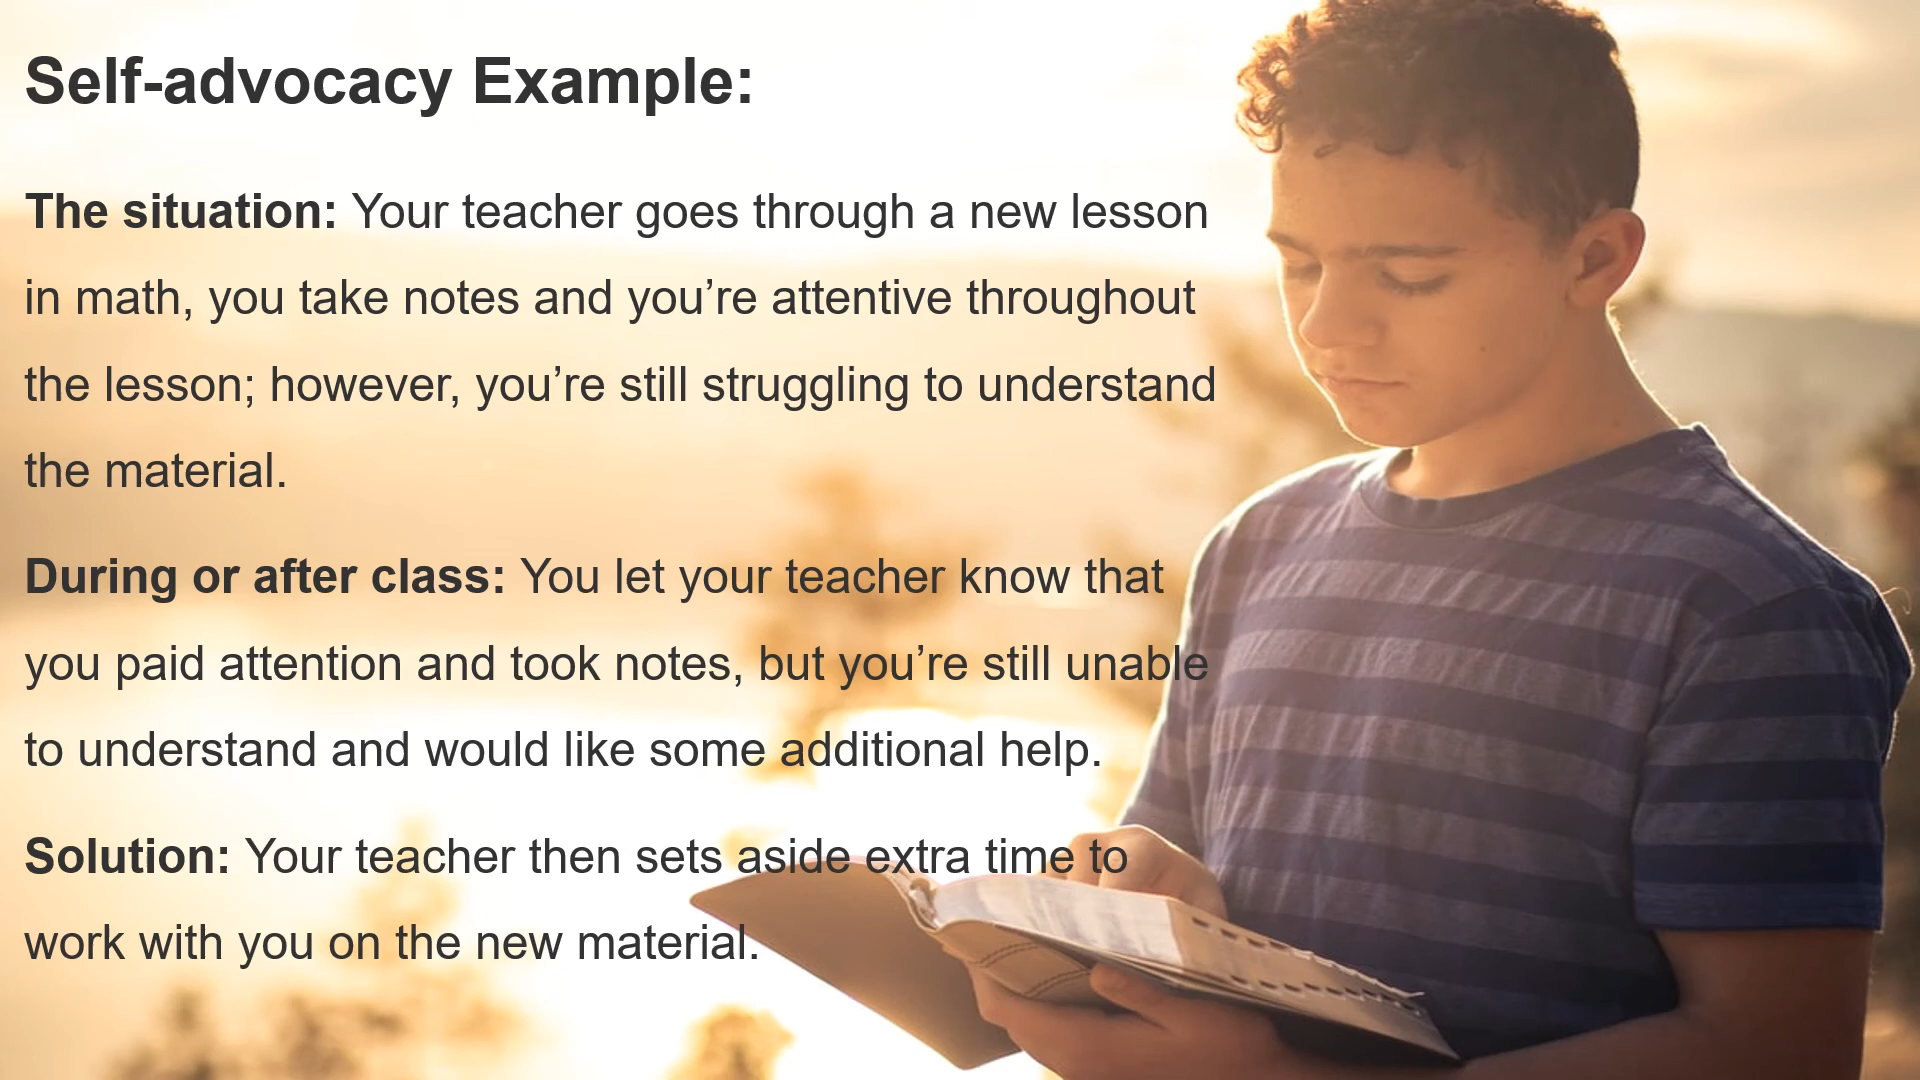 Self-advocacy Example:
The situation: Your teacher goes through a new lesson
in math, you take notes and you’re attentive throughout
the lesson; however, you’re still struggling to understand
the material.
During or after class: You let your teacher know that
you paid attention and took notes, but you’re still unable
to understand and would like some additional help.
Solution: Your teacher then sets aside extra time to
work with you on the new material.